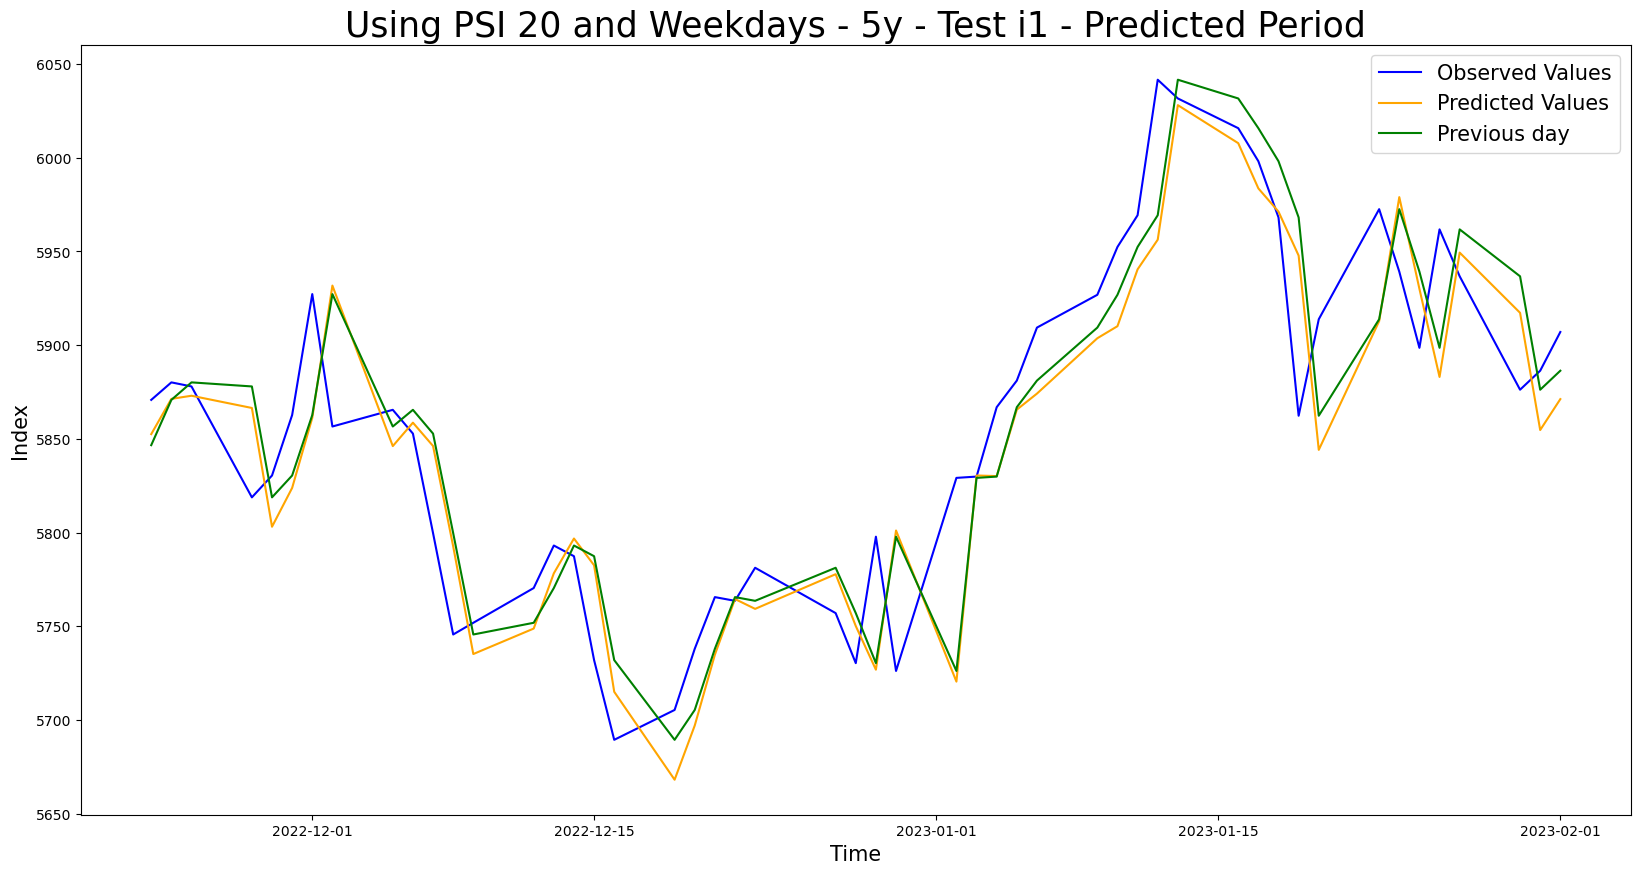 Using PSI 20 and Weekdays - 5y - Test i1 - Predicted Period
Observed Values
Predicted Values
Previous day
6050
6000
5950
5900
5850
5800
5750
5700
5650
Index
2022-12-01
2022-12-15
2023-01-01
2023-01-15
2023-02-01
Time